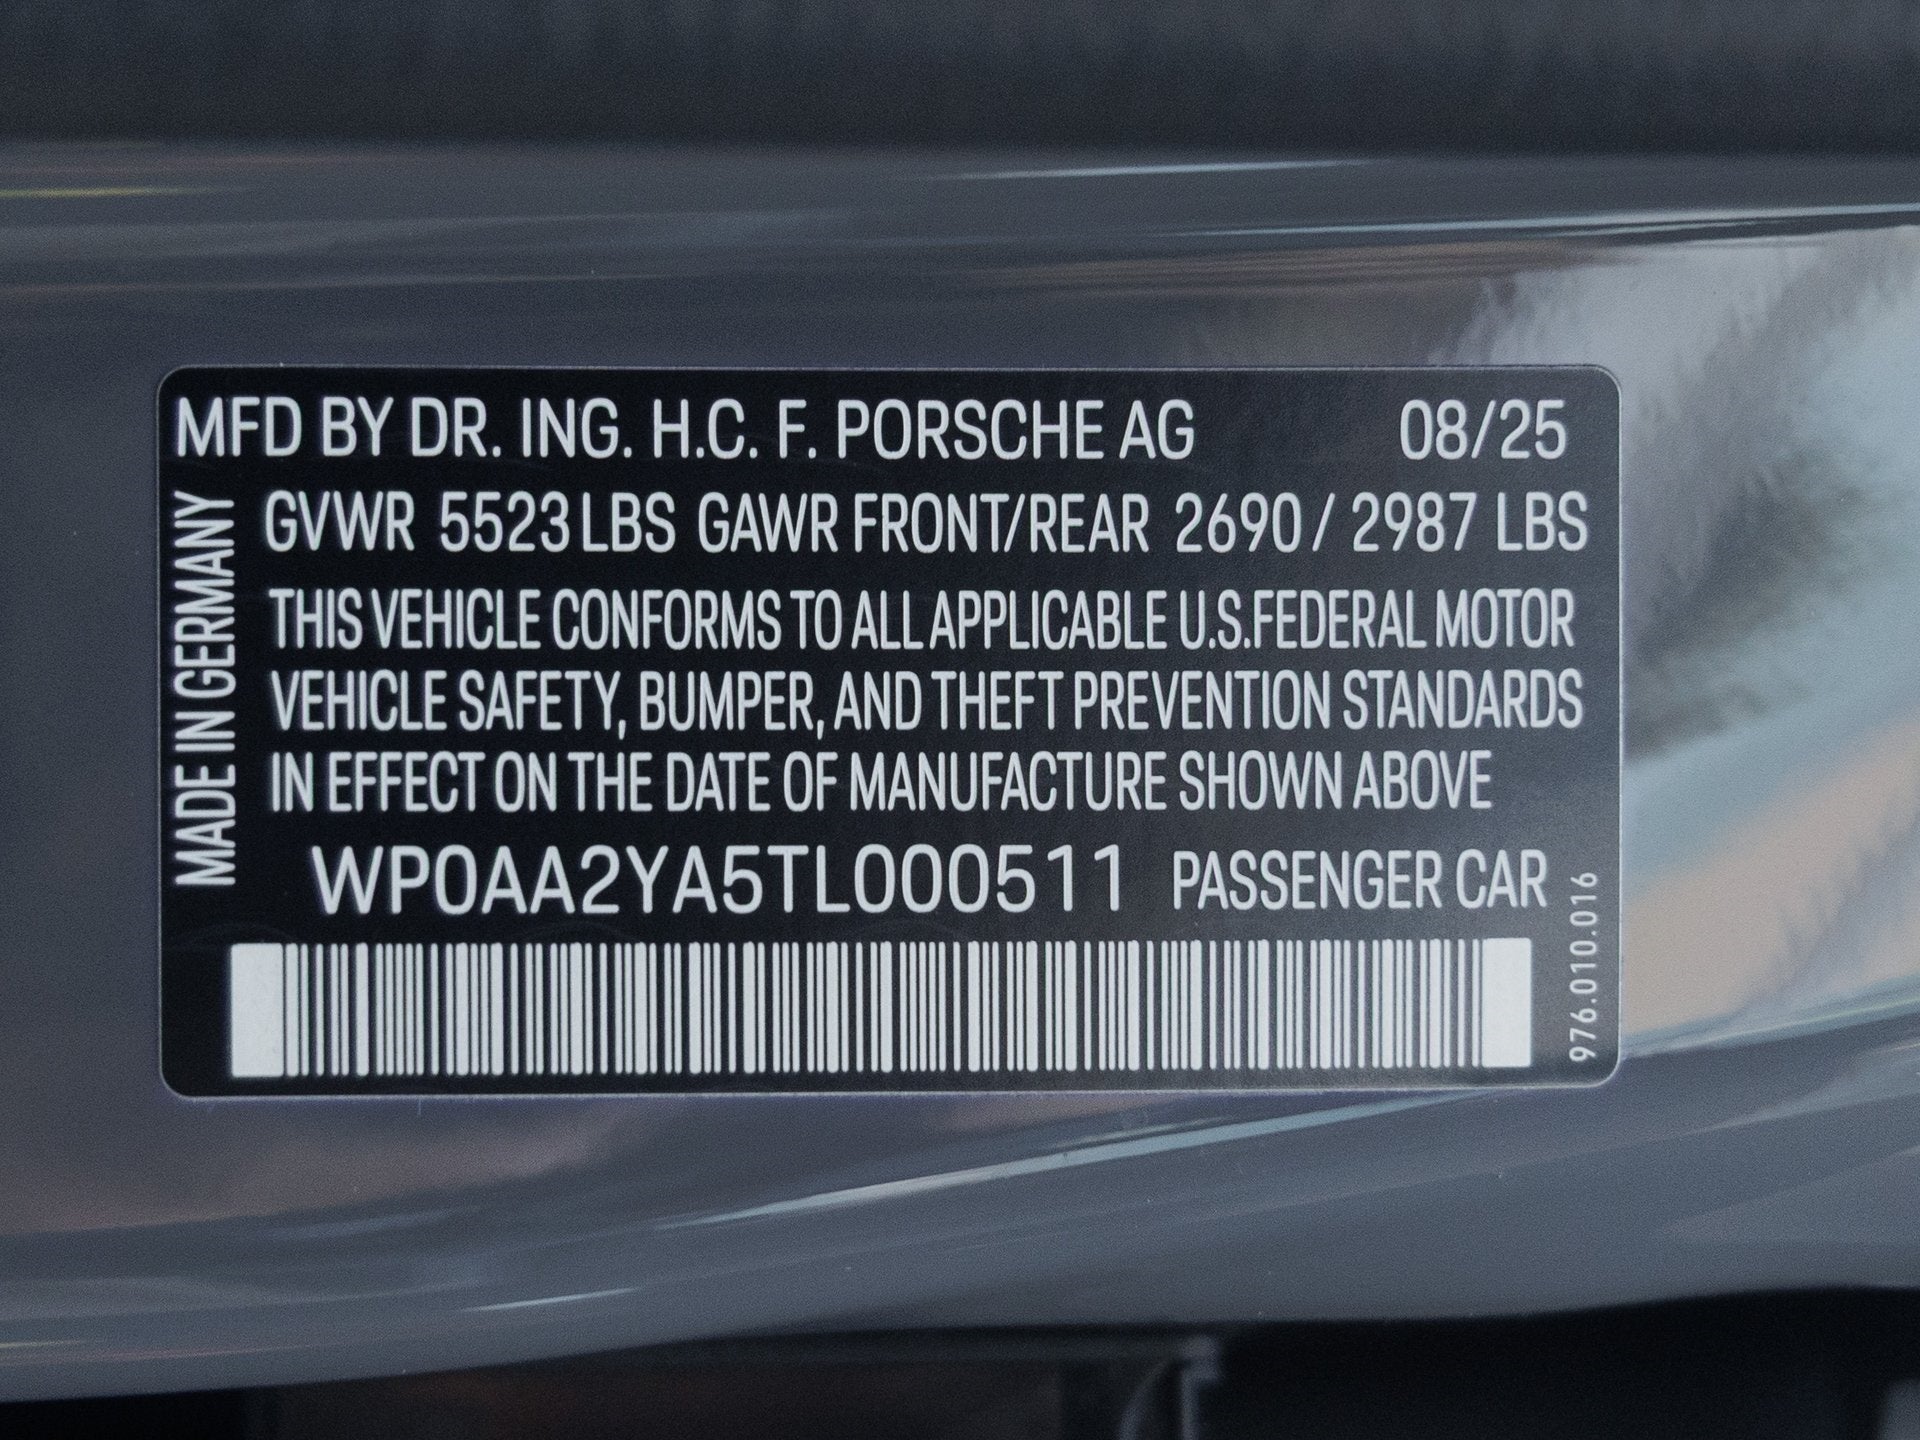 MFD BY DR. ING. H.C. F. PORSCHE AG 08/25
GVWR 5523 LBS GAWR FRONT/REAR 2690 / 2987 LBS
THIS VEHICLE CONFORMS TO ALL APPLICABLE U.S.FEDERAL MOTOR
VEHICLE SAFETY, BUMPER, AND THEFT PREVENTION STANDARDS
IN EFFECT ON THE DATE OF MANUFACTURE SHOWN ABOVE
WP0AA2YA5TL000511 PASSENGER CAR
MADE IN GERMANY
976.010.016